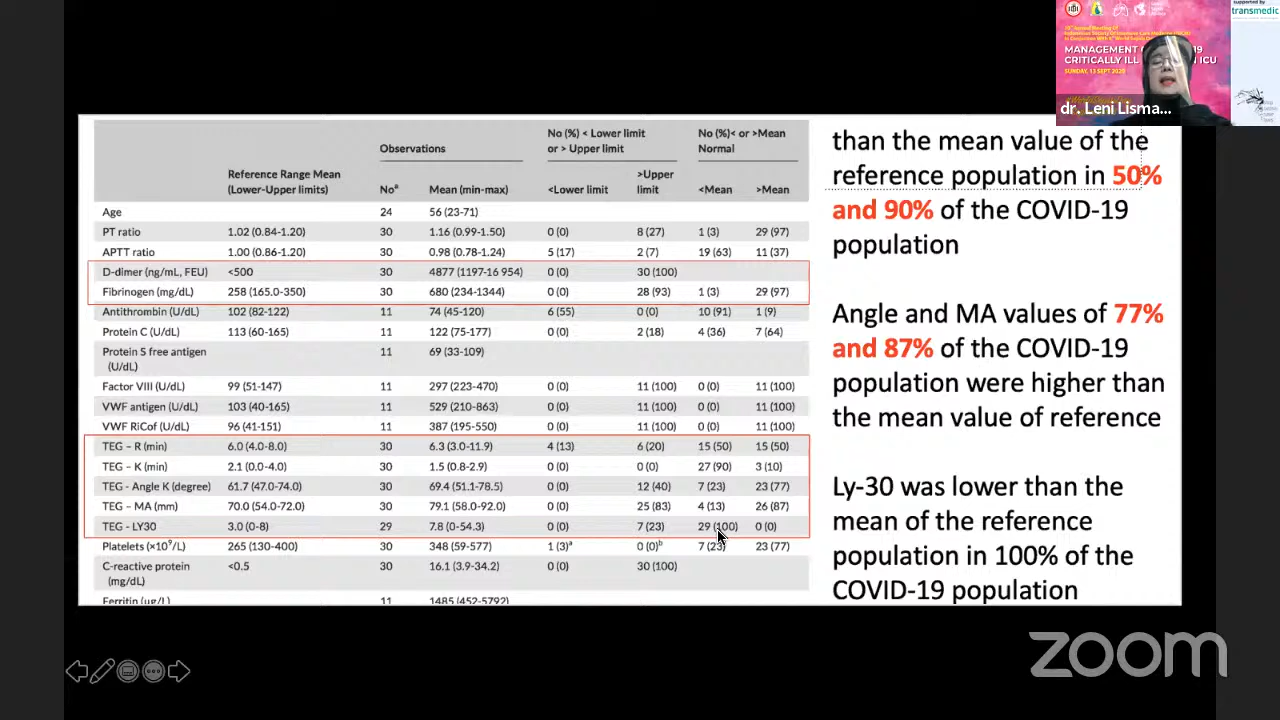 supported by
transmedic
MANAGEMENT
CRITICALLY ILL
ICU
SUNDAY, 13 SEPT 2020
dr. Leni Lisma...
No (%) < Lower limit No (%)< or >Mean
Observations or > Upper limit Normal
Reference Range Mean >Upper
(Lower-Upper limits) Noᵃ Mean (min-max) <Lower limit limit <Mean >Mean
Age 24 56 (23-71)
PT ratio 1.02 (0.84-1.20) 30 1.16 (0.99-1.50) 0 (0) 8 (27) 1 (3) 29 (97)
APTT ratio 1.00 (0.86-1.20) 30 0.98 (0.78-1.24) 5 (17) 2 (7) 19 (63) 11 (37)
D-dimer (ng/mL, FEU) <500 30 4877 (1197-16 954) 0 (0) 30 (100)
Fibrinogen (mg/dL) 258 (165.0-350) 30 680 (234-1344) 0 (0) 28 (93) 1 (3) 29 (97)
Antithrombin (U/dL) 102 (82-122) 11 74 (45-120) 6 (55) 0 (0) 10 (91) 1 (9)
Protein C (U/dL) 113 (60-165) 11 122 (75-177) 0 (0) 2 (18) 4 (36) 7 (64)
Protein S free antigen 11 69 (33-109)
(U/dL)
Factor VIII (U/dL) 99 (51-147) 11 297 (223-470) 0 (0) 11 (100) 0 (0) 11 (100)
VWF antigen (U/dL) 103 (40-165) 11 529 (210-863) 0 (0) 11 (100) 0 (0) 11 (100)
VWF RiCof (U/dL) 96 (41-151) 11 387 (195-550) 0 (0) 11 (100) 0 (0) 11 (100)
TEG – R (min) 6.0 (4.0-8.0) 30 6.3 (3.0-11.9) 4 (13) 6 (20) 15 (50) 15 (50)
TEG – K (min) 2.1 (0.0-4.0) 30 1.5 (0.8-2.9) 0 (0) 0 (0) 27 (90) 3 (10)
TEG - Angle K (degree) 61.7 (47.0-74.0) 30 69.4 (51.1-78.5) 0 (0) 12 (40) 7 (23) 23 (77)
TEG – MA (mm) 70.0 (54.0-72.0) 30 79.1 (58.0-92.0) 0 (0) 25 (83) 4 (13) 26 (87)
TEG – LY30 3.0 (0-8) 29 7.8 (0-54.3) 0 (0) 7 (23) 29 (100) 0 (0)
Platelets (×10⁹/L) 265 (130-400) 30 348 (59-577) 1 (3)ᵃ 0 (0)ᵇ 7 (23) 23 (77)
C-reactive protein <0.5 30 16.1 (3.9-34.2) 0 (0) 30 (100)
(mg/dL)
Ferritin (ug/L) 11 1485 (452-5792)
than the mean value of the
reference population in 50%
and 90% of the COVID-19
population
Angle and MA values of 77%
and 87% of the COVID-19
population were higher than
the mean value of reference
Ly-30 was lower than the
mean of the reference
population in 100% of the
COVID-19 population
zoom